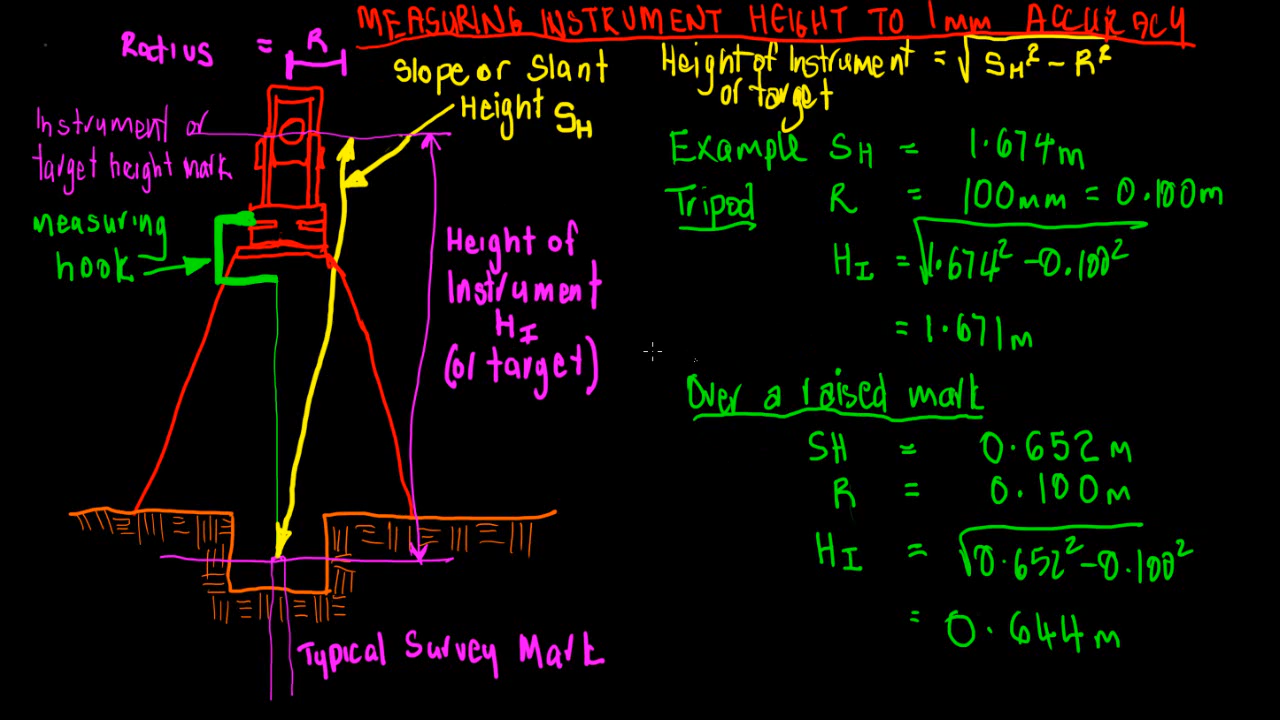 MEASURING INSTRUMENT HEIGHT TO 1mm ACCURACY
Radius = R
Slope or Slant
Height SH
Instrument or
target height mark
measuring
hook
Height of
Instrument
HI
(or target)
Typical Survey Mark
Height of Instrument = √SH² - R²
or target
Example SH = 1.674m
Tripod R = 100mm = 0.100m
HI = √1.674² - 0.100²
= 1.671m
Over a raised mark
SH = 0.652m
R = 0.100m
HI = √0.652² - 0.100²
= 0.644m